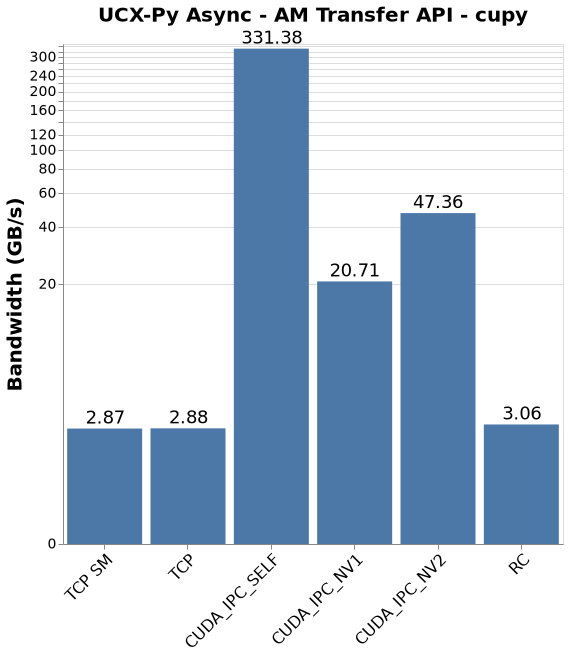 UCX-Py Async - AM Transfer API - cupy
Bandwidth (GB/s)
300
240
200
160
120
100
80
60
40
20
0
2.87
2.88
331.38
20.71
47.36
3.06
TCP SM
TCP
CUDA_IPC_SELF
CUDA_IPC_NV1
CUDA_IPC_NV2
RC